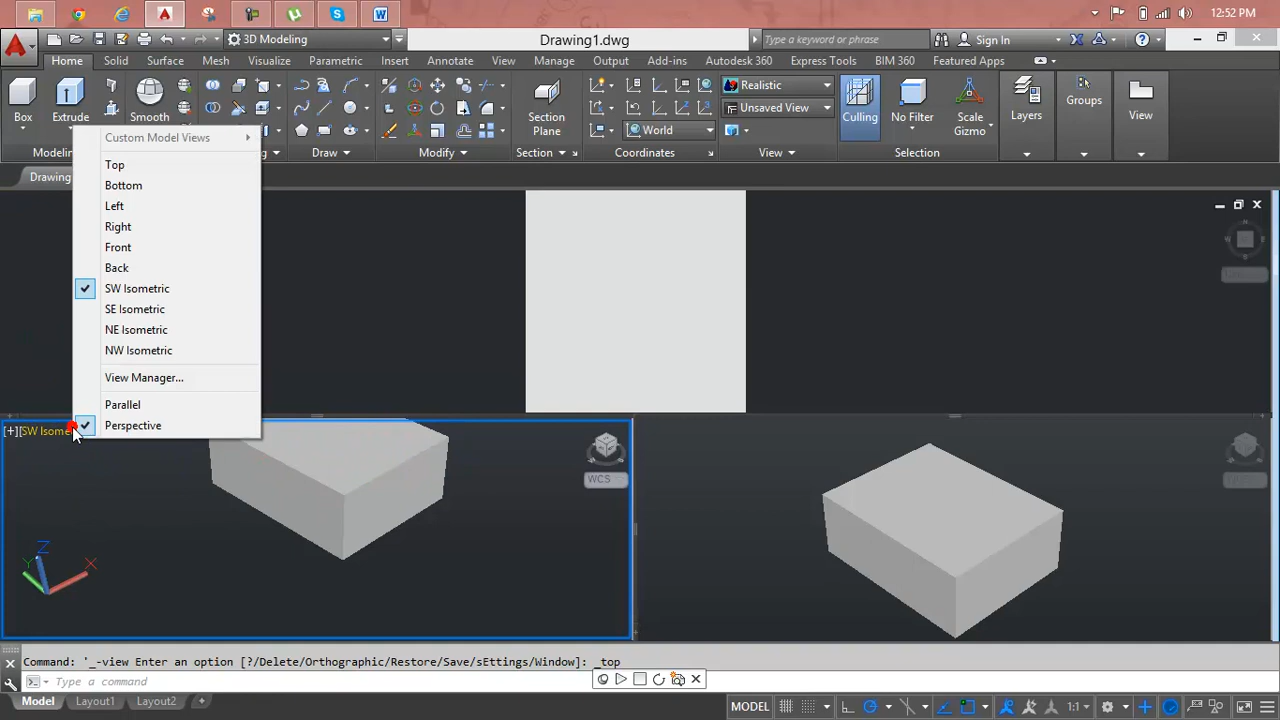 12:52 PM
3D Modeling
Drawing1.dwg
Type a keyword or phrase
Sign In
Home Solid Surface Mesh Visualize Parametric Insert Annotate View Manage Output Add-ins Autodesk 360 Express Tools BIM 360 Featured Apps
Box
Extrude
Smooth
Section
Plane
World
Realistic
Unsaved View
Culling
No Filter
Scale
Gizmo
Layers
Groups
View
Modeling
Draw
Modify
Section
Coordinates
View
Selection
Drawing
Custom Model Views
Top
Bottom
Left
Right
Front
Back
SW Isometric
SE Isometric
NE Isometric
NW Isometric
View Manager...
Parallel
Perspective
[+][SW Isome
WCS
Z
Y
X
Command: '_-view Enter an option [?/Delete/Orthographic/Restore/Save/sEttings/Window]: _top
Type a command
Model Layout1 Layout2 +
MODEL
1:1